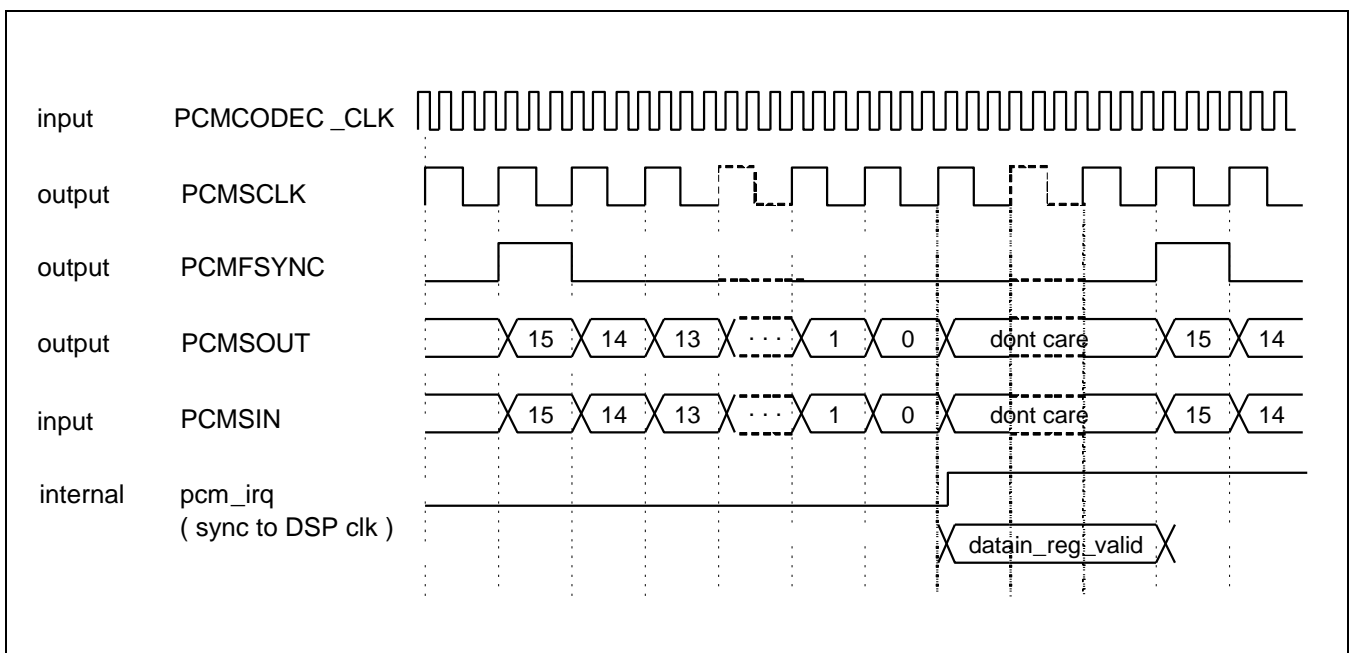 input PCMCODEC _CLK
output PCMSCLK
output PCMFSYNC
output PCMSOUT 15 14 13 · · · 1 0 dont care 15 14
input PCMSIN 15 14 13 · · · 1 0 dont care 15 14
internal pcm_irq
( sync to DSP clk )
datain_reg_valid